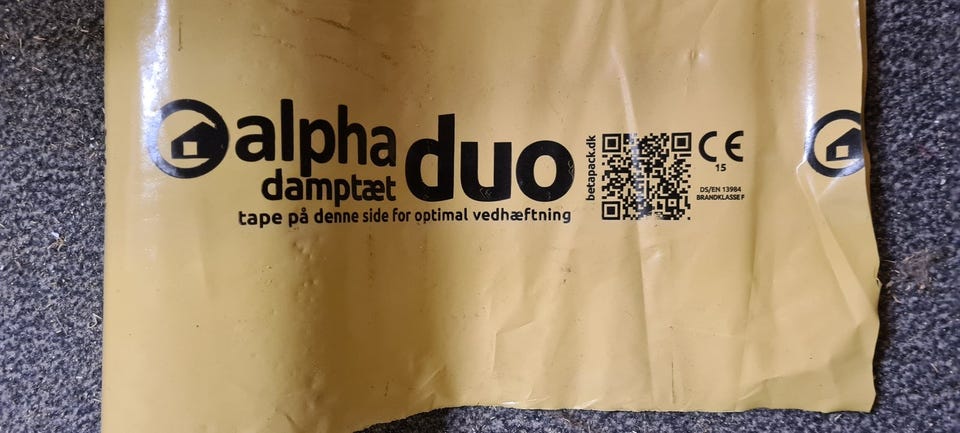 alpha duo
damptæt
tape på denne side for optimal vedhæftning
betapack.dk
CE
15
DS/EN 13984
BRANDKLASSE F